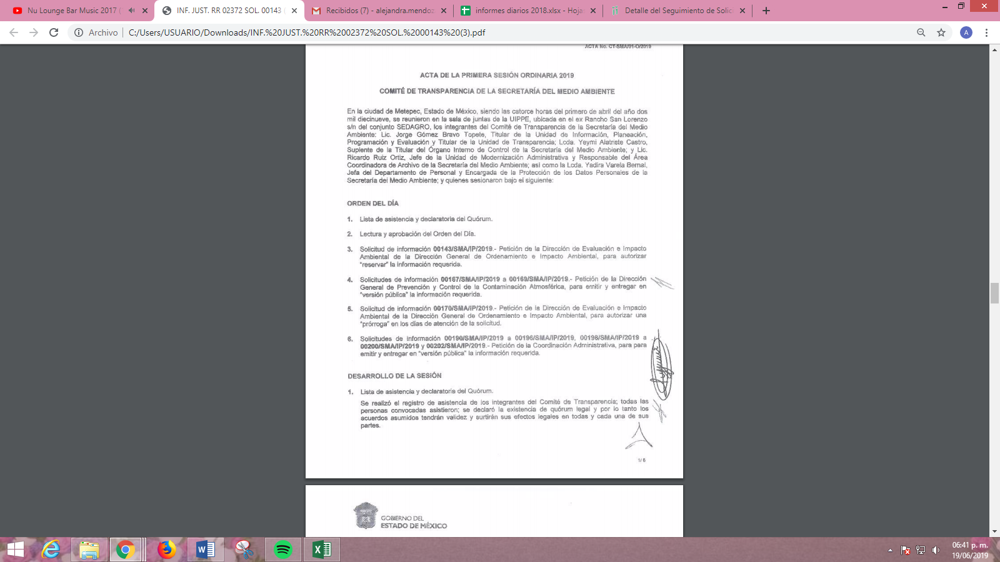 Nu Lounge Bar Music 2017 (
INF. JUST. RR 02372 SOL. 00143 (
Recibidos (7) - alejandra.mendoz
informes diarios 2018.xlsx - Hoja
Detalle del Seguimiento de Solic
Archivo | C:/Users/USUARIO/Downloads/INF.%20JUST.%20RR%2002372%20SOL.%2000143%20(3).pdf
A
ACTA No. CT-SMA/01-O/2019
ACTA DE LA PRIMERA SESIÓN ORDINARIA 2019
COMITÉ DE TRANSPARENCIA DE LA SECRETARÍA DEL MEDIO AMBIENTE
En la ciudad de Metepec, Estado de México, siendo las catorce horas del primero de abril del año dos
mil diecinueve, se reunieron en la sala de juntas de la UIPPE, ubicada en el ex Rancho San Lorenzo
s/n del conjunto SEDAGRO, los integrantes del Comité de Transparencia de la Secretaría del Medio
Ambiente: Lic. Jorge Gómez Bravo Topete, Titular de la Unidad de Información, Planeación,
Programación y Evaluación y Titular de la Unidad de Transparencia; Lcda. Yeymi Alatriste Castro,
Suplente de la Titular del Órgano Interno de Control de la Secretaría del Medio Ambiente; y Lic.
Ricardo Ruiz Ortiz, Jefe de la Unidad de Modernización Administrativa y Responsable del Área
Coordinadora de Archivo de la Secretaría del Medio Ambiente; así como la Lcda. Yadira Varela Bernal,
Jefa del Departamento de Personal y Encargada de la Protección de los Datos Personales de la
Secretaría del Medio Ambiente; y quienes sesionaron bajo el siguiente:
ORDEN DEL DÍA
1. Lista de asistencia y declaratoria del Quórum.
2. Lectura y aprobación del Orden del Día.
3. Solicitud de información 00143/SMA/IP/2019.- Petición de la Dirección de Evaluación e Impacto
Ambiental de la Dirección General de Ordenamiento e Impacto Ambiental, para autorizar
"reservar" la información requerida.
4. Solicitudes de información 00167/SMA/IP/2019 a 00169/SMA/IP/2019.- Petición de la Dirección
General de Prevención y Control de la Contaminación Atmosférica, para emitir y entregar en
"versión pública" la información requerida.
5. Solicitud de información 00170/SMA/IP/2019.- Petición de la Dirección de Evaluación e Impacto
Ambiental de la Dirección General de Ordenamiento e Impacto Ambiental, para autorizar una
"prórroga" en los días de atención de la solicitud.
6. Solicitudes de información 00190/SMA/IP/2019 a 00196/SMA/IP/2019, 00198/SMA/IP/2019 a
00200/SMA/IP/2019 y 00202/SMA/IP/2019.- Petición de la Coordinación Administrativa, para para
emitir y entregar en "versión pública" la información requerida.
DESARROLLO DE LA SESIÓN
1. Lista de asistencia y declaratoria del Quórum.
Se realizó el registro de asistencia de los integrantes del Comité de Transparencia; todas las
personas convocadas asistieron; se declaró la existencia de quórum legal y por lo tanto los
acuerdos asumidos tendrán validez y surtirán sus efectos legales en todas y cada una de sus
partes.
1/ 6
GOBIERNO DEL
ESTADO DE MÉXICO
06:41 p. m.
19/06/2019